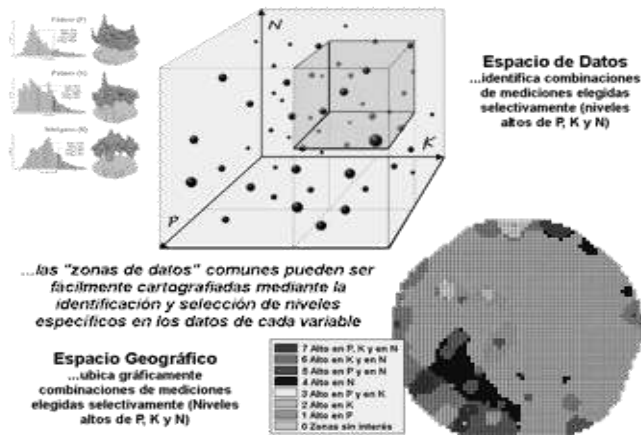 Fósforo (P)
Potasio (K)
Nitrógeno (N)
N
K
P
Espacio de Datos
...identifica combinaciones
de mediciones elegidas
selectivamente (niveles
altos de P, K y N)
...las "zonas de datos" comunes pueden ser
fácilmente cartografiadas mediante la
identificación y selección de niveles
específicos en los datos de cada variable
Espacio Geográfico
...ubica gráficamente
combinaciones de mediciones
elegidas selectivamente (Niveles
altos de P, K y N)
7 Alto en P, K y en N
6 Alto en K y en N
5 Alto en P y en N
4 Alto en N
3 Alto en P y en K
2 Alto en K
1 Alto en P
0 Zonas sin interés